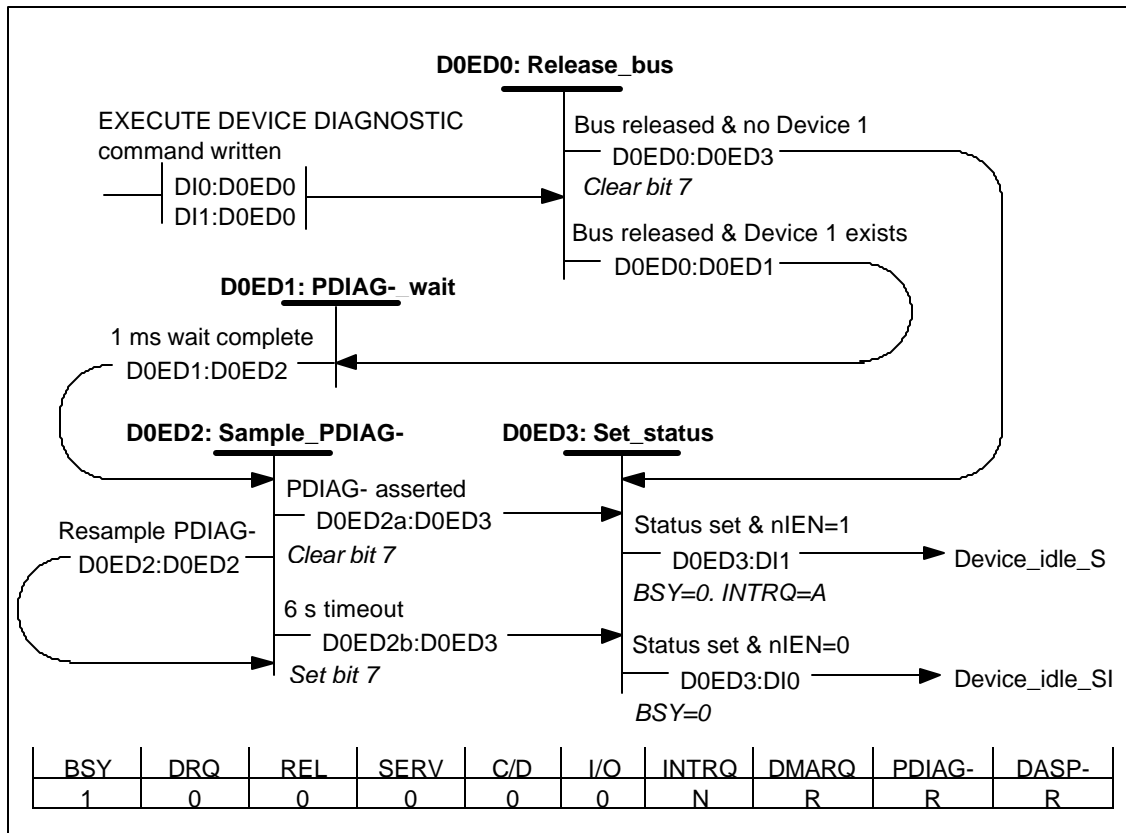 D0ED0: Release_bus
EXECUTE DEVICE DIAGNOSTIC
command written
DI0:D0ED0
DI1:D0ED0
Bus released & no Device 1
D0ED0:D0ED3
Clear bit 7
Bus released & Device 1 exists
D0ED0:D0ED1
D0ED1: PDIAG-_wait
1 ms wait complete
D0ED1:D0ED2
D0ED2: Sample_PDIAG-
D0ED3: Set_status
PDIAG- asserted
D0ED2a:D0ED3
Clear bit 7
Resample PDIAG-
D0ED2:D0ED2
6 s timeout
D0ED2b:D0ED3
Set bit 7
Status set & nIEN=1
D0ED3:DI1
Device_idle_S
BSY=0. INTRQ=A
Status set & nIEN=0
D0ED3:DI0
Device_idle_SI
BSY=0
BSY DRQ REL SERV C/D I/O INTRQ DMARQ PDIAG- DASP-
1 0 0 0 0 0 N R R R